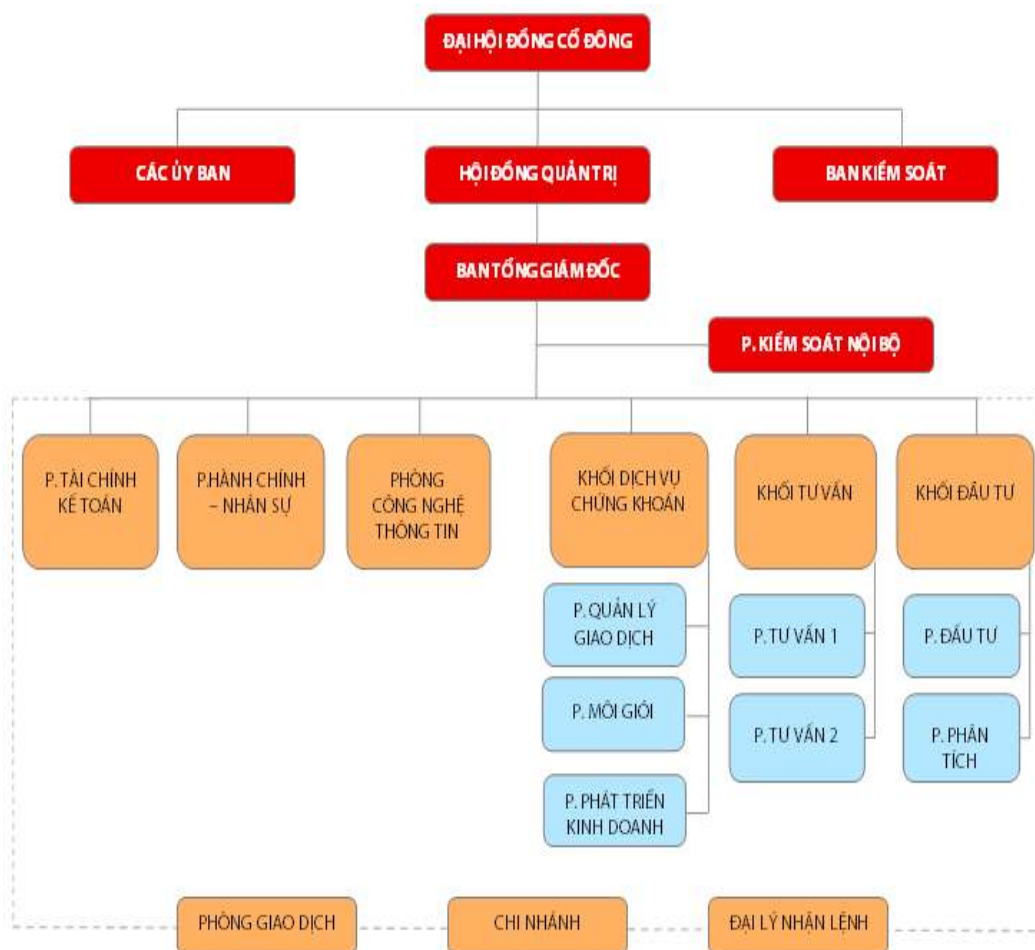 ĐẠI HỘI ĐỒNG CỔ ĐÔNG
CÁC ỦY BAN
HỘI ĐỒNG QUẢN TRỊ
BAN KIỂM SOÁT
BAN TỔNG GIÁM ĐỐC
P. KIỂM SOÁT NỘI BỘ
P. TÀI CHÍNH
KẾ TOÁN
P.HÀNH CHÍNH
– NHÂN SỰ
PHÒNG
CÔNG NGHỆ
THÔNG TIN
KHỐI DỊCH VỤ
CHỨNG KHOÁN
KHỐI TƯ VẤN
KHỐI ĐẦU TƯ
P. QUẢN LÝ
GIAO DỊCH
P. MÔI GIỚI
P. PHÁT TRIỂN
KINH DOANH
P. TƯ VẤN 1
P. TƯ VẤN 2
P. ĐẦU TƯ
P. PHÂN
TÍCH
PHÒNG GIAO DỊCH
CHI NHÁNH
ĐẠI LÝ NHẬN LỆNH